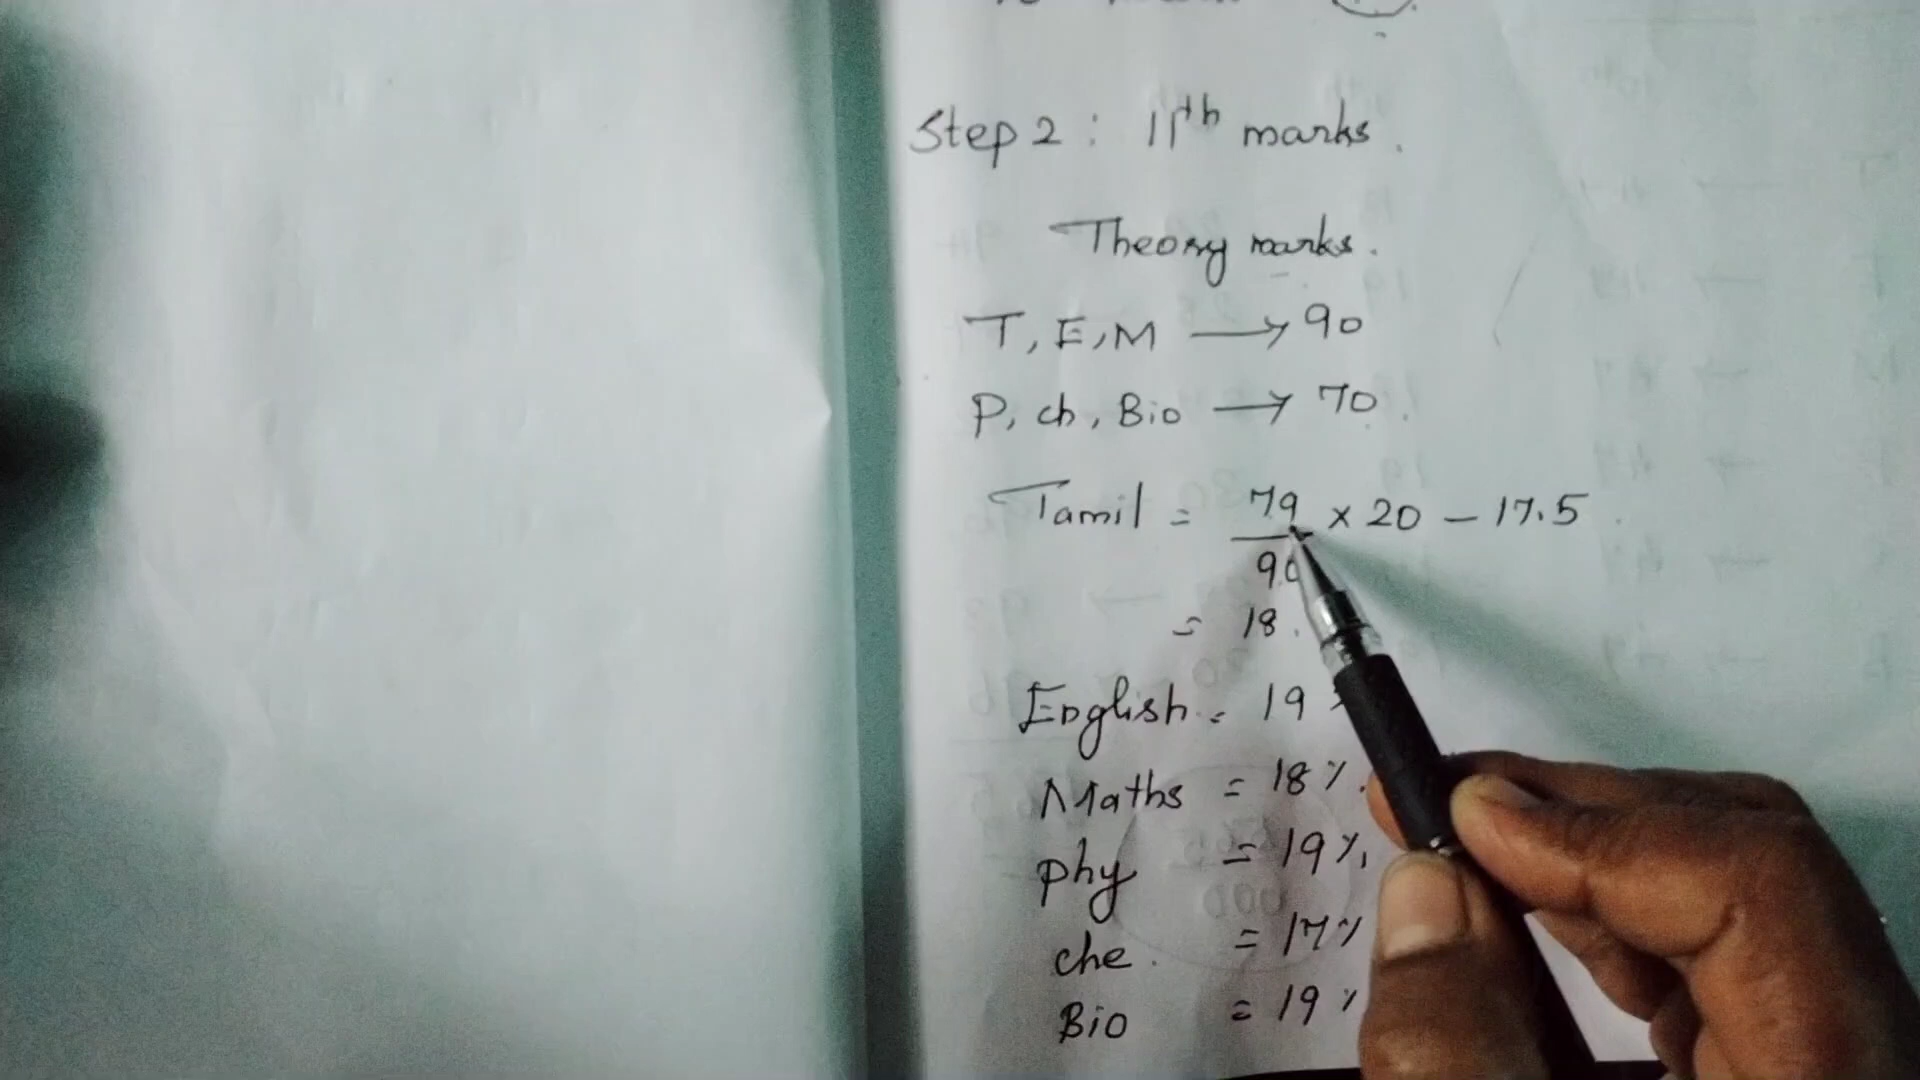 Step 2 : 11th marks.
Theory marks.
T, E, M → 90
P, ch, Bio → 70.
Tamil = 79/90 × 20 – 17.5
= 18.
English = 19 %
Maths = 18 %.
Phy = 19 %.
che. = 17 %
Bio = 19 %